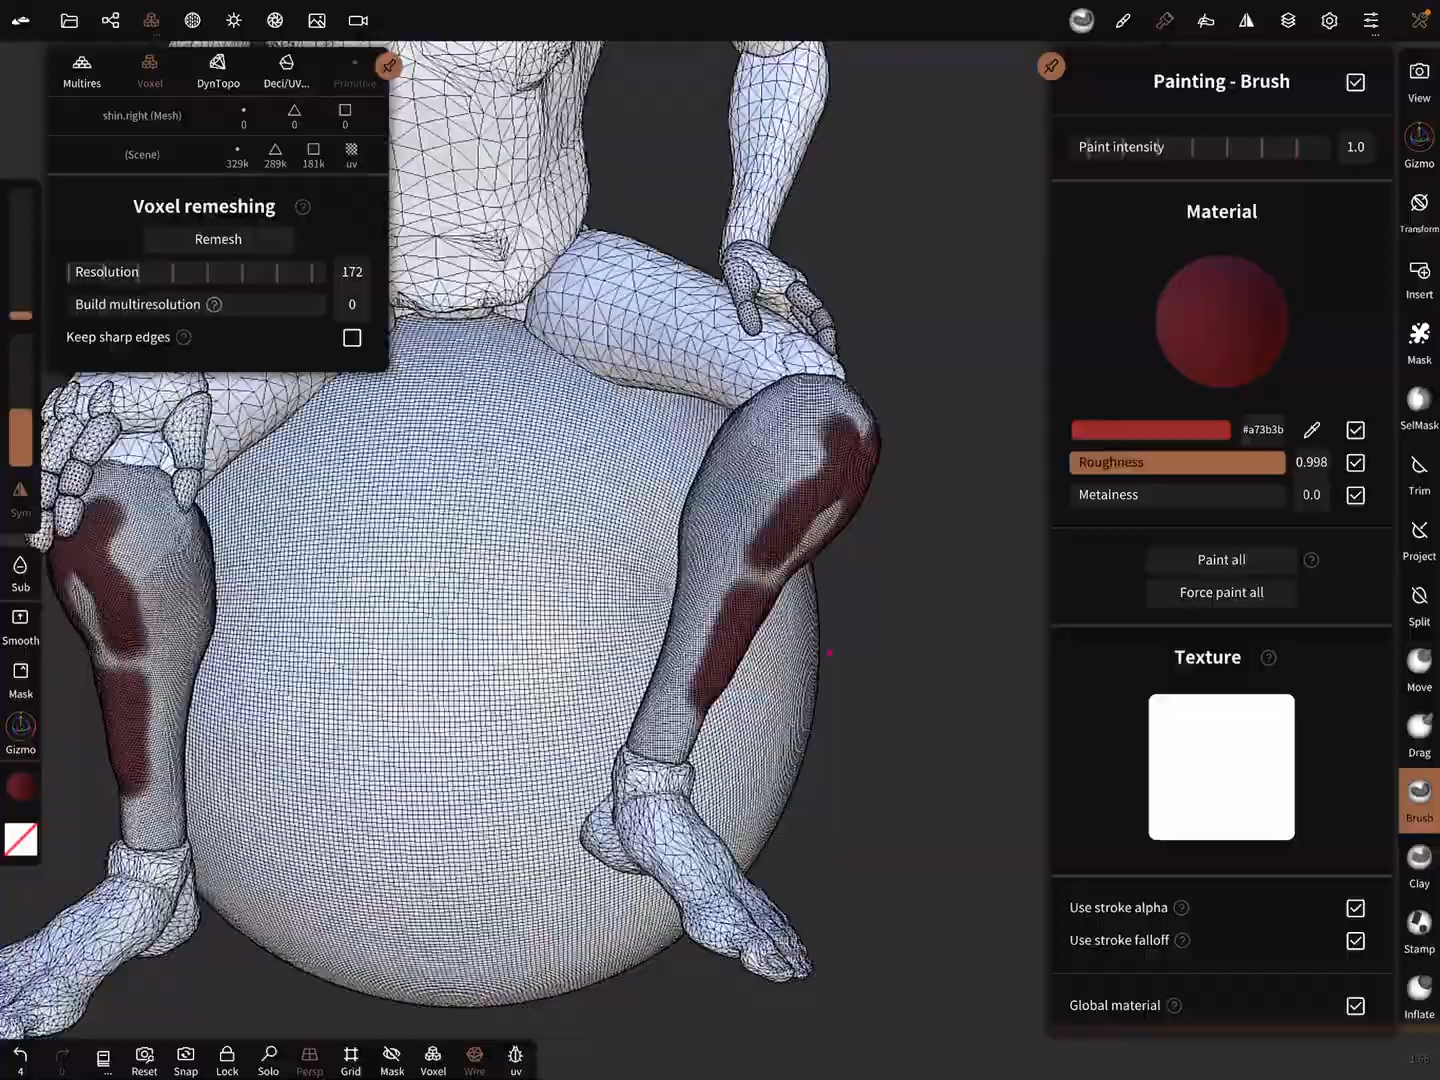 Multires
Voxel
DynTopo
Deci/UV...
Primitive
shin.right (Mesh)
0
0
0
(Scene)
329k
289k
181k
uv
Voxel remeshing
Remesh
Resolution
172
Build multiresolution
0
Keep sharp edges
Sym
Sub
Smooth
Mask
Gizmo
4
0
...
Reset
Snap
Lock
Solo
Persp
Grid
Mask
Voxel
Wire
uv
Painting - Brush
Paint intensity
1.0
Material
#a73b3b
Roughness
0.998
Metalness
0.0
Paint all
Force paint all
Texture
Use stroke alpha
Use stroke falloff
Global material
View
Gizmo
Transform
Insert
Mask
SelMask
Trim
Project
Split
Move
Drag
Brush
Clay
Stamp
Inflate